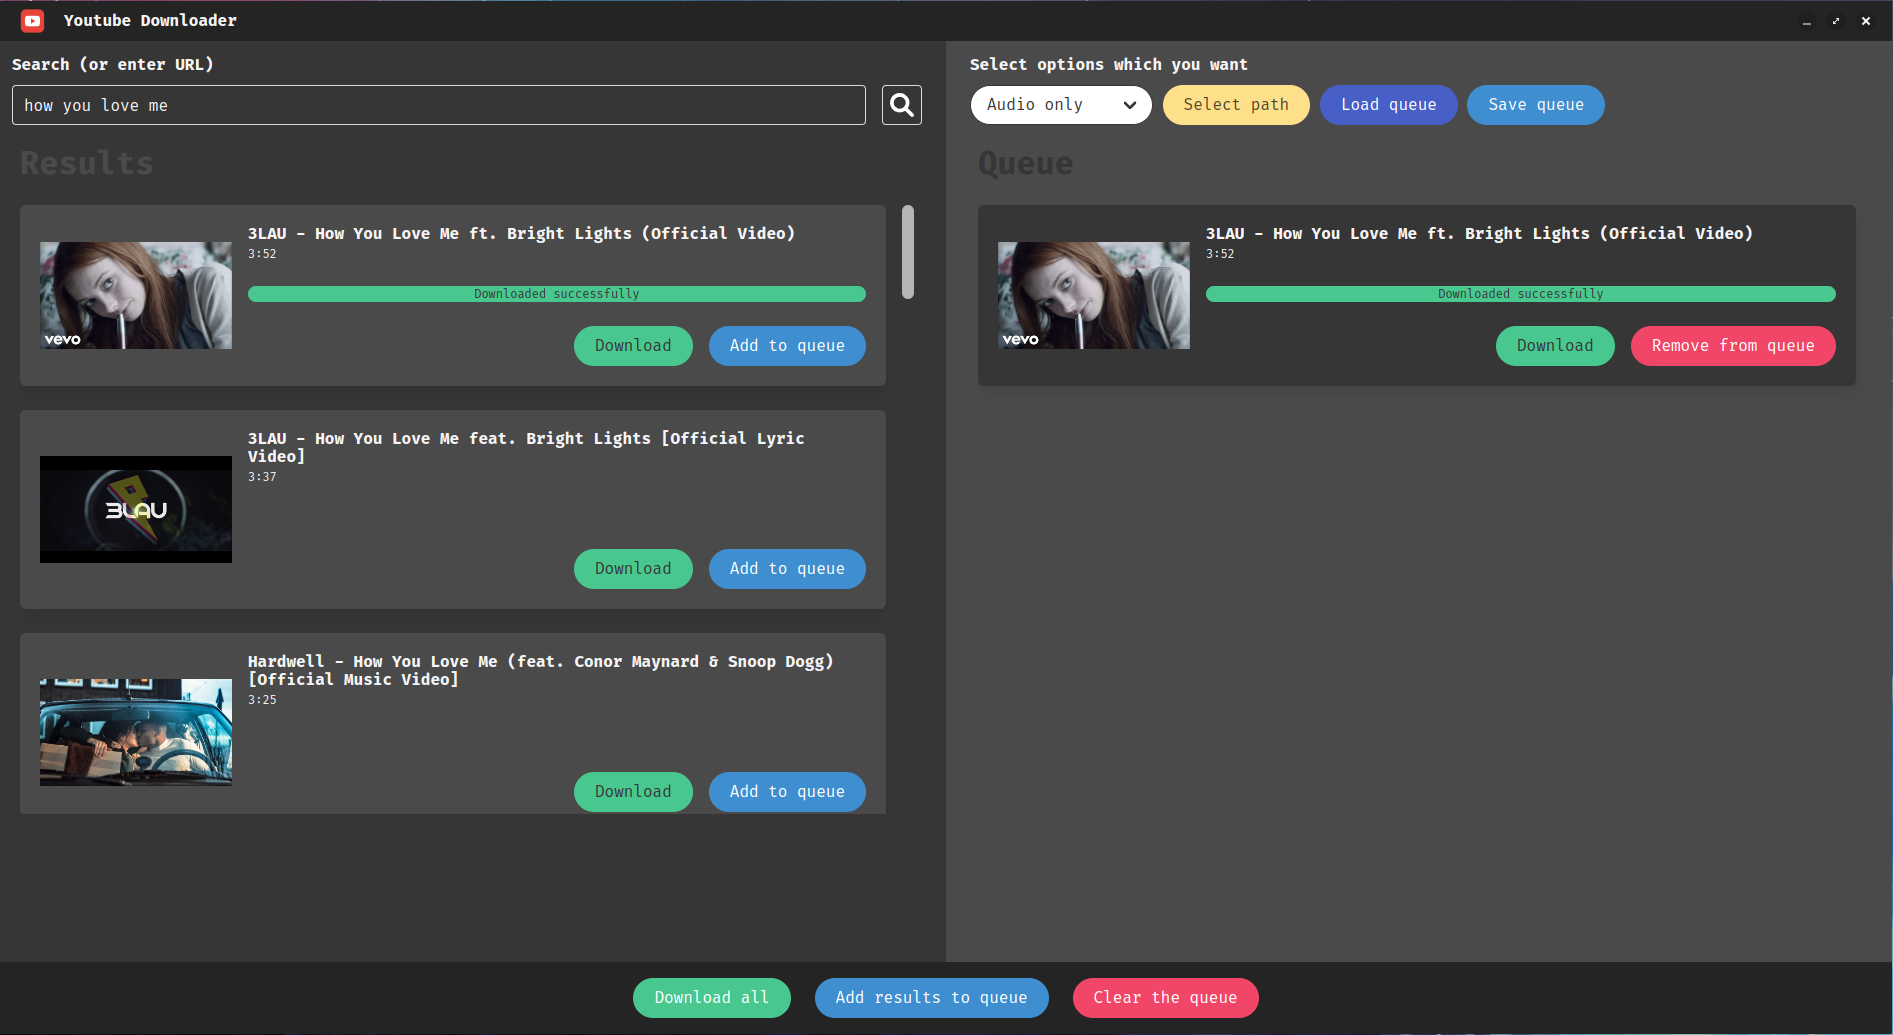 Youtube Downloader
Search (or enter URL)
how you love me
Results
3LAU - How You Love Me ft. Bright Lights (Official Video)
3:52
Downloaded successfully
vevo
Download
Add to queue
3LAU - How You Love Me feat. Bright Lights [Official Lyric
Video]
3:37
3LAU
Download
Add to queue
Hardwell - How You Love Me (feat. Conor Maynard & Snoop Dogg)
[Official Music Video]
3:25
Download
Add to queue
Select options which you want
Audio only
Select path
Load queue
Save queue
Queue
3LAU - How You Love Me ft. Bright Lights (Official Video)
3:52
Downloaded successfully
vevo
Download
Remove from queue
Download all
Add results to queue
Clear the queue